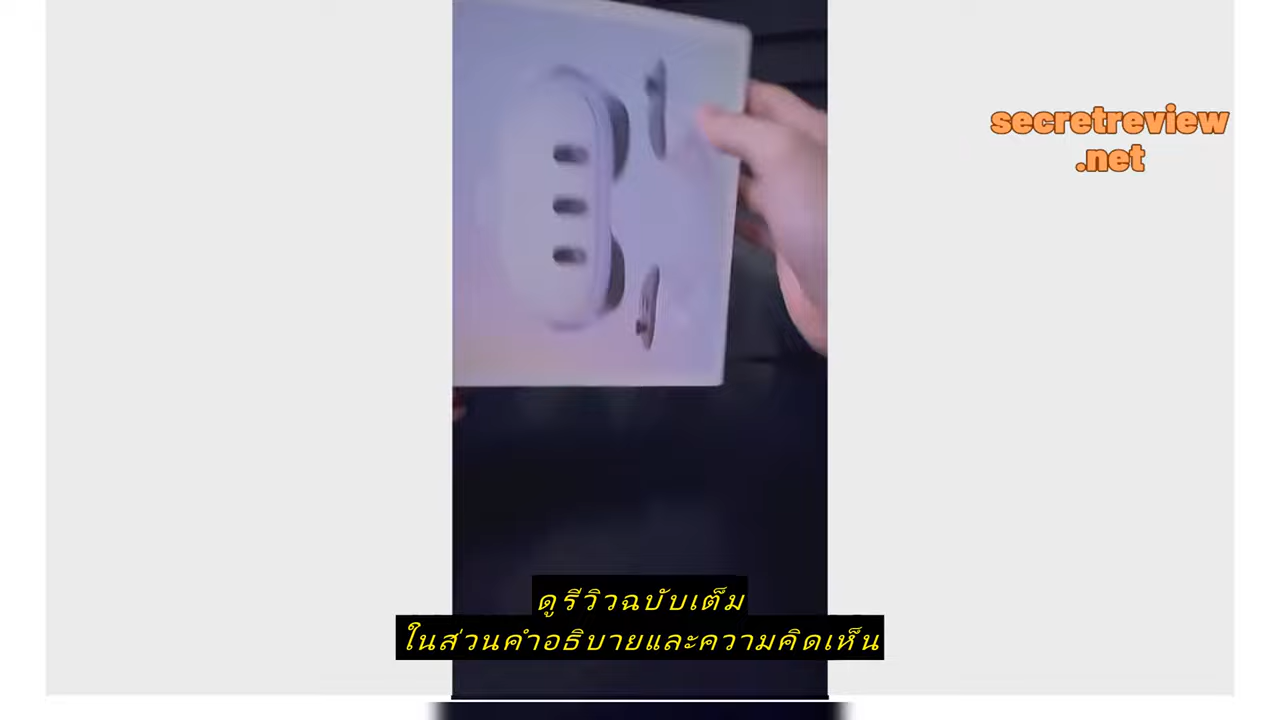 secretreview
.net
ดูรีวิวฉบับเต็ม
ในส่วนคำอธิบายและความคิดเห็น